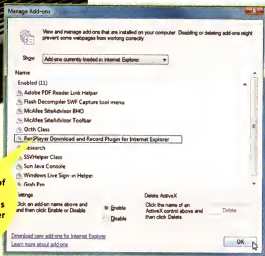 Manage Add-ons
View and manage add-ons that are installed on your computer. Disabling or deleting add-ons might
prevent some webpages from working correctly
Show
Add-ons currently loaded in Internet Explorer
Name
Enabled (11)
Adobe PDF Reader Link Helper
Flash Decompiler SWF Capture tool menu
McAfee SiteAdvisor BHO
McAfee SiteAdvisor Toolbar
Octh Class
RealPlayer Download and Record Plugin for Internet Explorer
Research
SSVHelper Class
Sun Java Console
Windows Live Sign-in Helper
of
s
er
Settings
Click an add-on name above and
and then click Enable or Disable
Enable
Disable
Delete ActiveX
Click the name of an
ActiveX control above and
then click Delete
Delete
Download new add-ons for Internet Explorer
Learn more about add-ons
OK